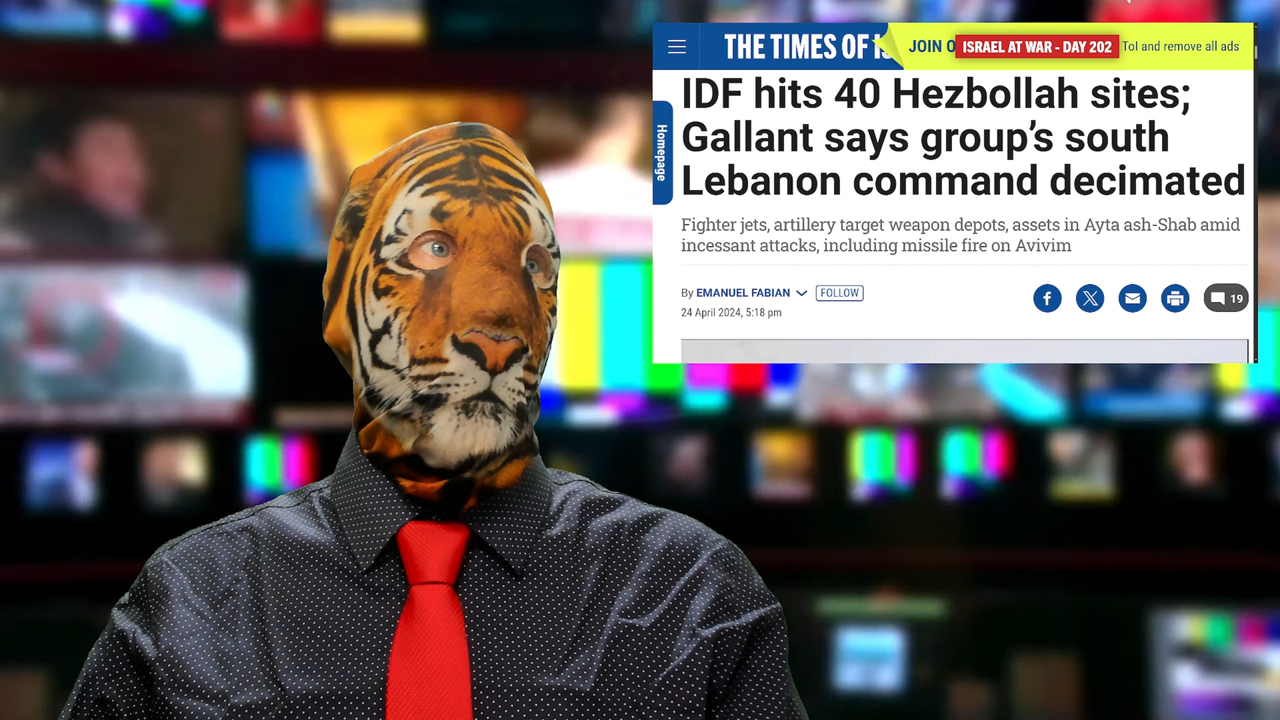 THE TIMES OF
JOIN
ISRAEL AT WAR - DAY 202
ToI and remove all ads
IDF hits 40 Hezbollah sites;
Gallant says group’s south
Lebanon command decimated
Homepage
Fighter jets, artillery target weapon depots, assets in Ayta ash-Shab amid
incessant attacks, including missile fire on Avivim
By EMANUEL FABIAN
FOLLOW
24 April 2024, 5:18 pm
19